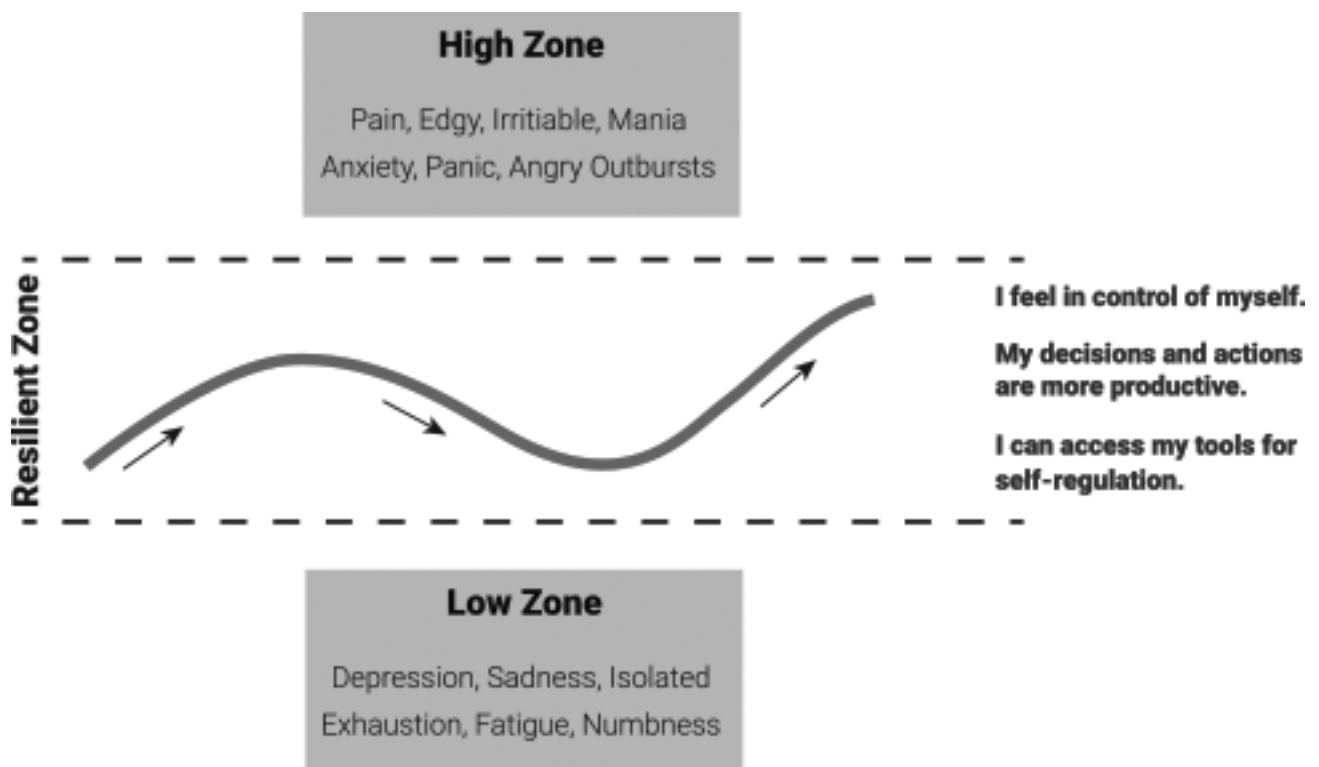 High Zone
Pain, Edgy, Irritiable, Mania
Anxiety, Panic, Angry Outbursts
Resilient Zone
I feel in control of myself.
My decisions and actions
are more productive.
I can access my tools for
self-regulation.
Low Zone
Depression, Sadness, Isolated
Exhaustion, Fatigue, Numbness